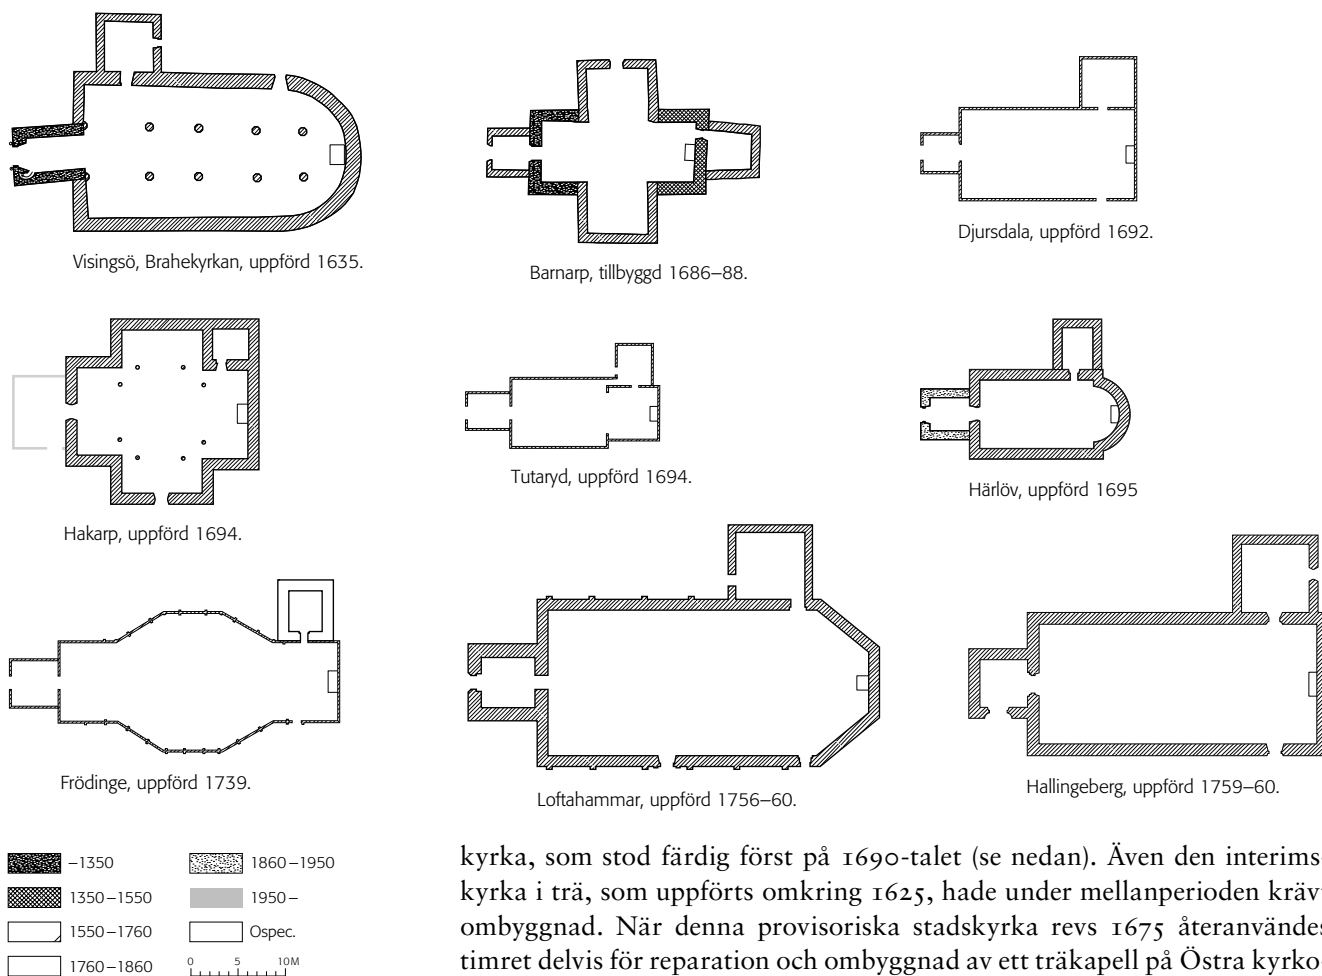 Visingsö, Brahekyrkan, uppförd 1635.
Barnarp, tillbyggd 1686–88.
Djursdala, uppförd 1692.
Hakarp, uppförd 1694.
Tutaryd, uppförd 1694.
Härlöv, uppförd 1695
Frödinge, uppförd 1739.
Loftahammar, uppförd 1756–60.
Hallingeberg, uppförd 1759–60.
–1350
1350–1550
1550–1760
1760–1860
1860–1950
1950–
Ospec.
0 5 10M
kyrka, som stod färdig först på 1690-talet (se nedan). Även den interims-
kyrka i trä, som uppförts omkring 1625, hade under mellanperioden kräv
ombyggnad. När denna provisoriska stadskyrka revs 1675 återanvändes
timret delvis för reparation och ombyggnad av ett träkapell på Östra kyrko-